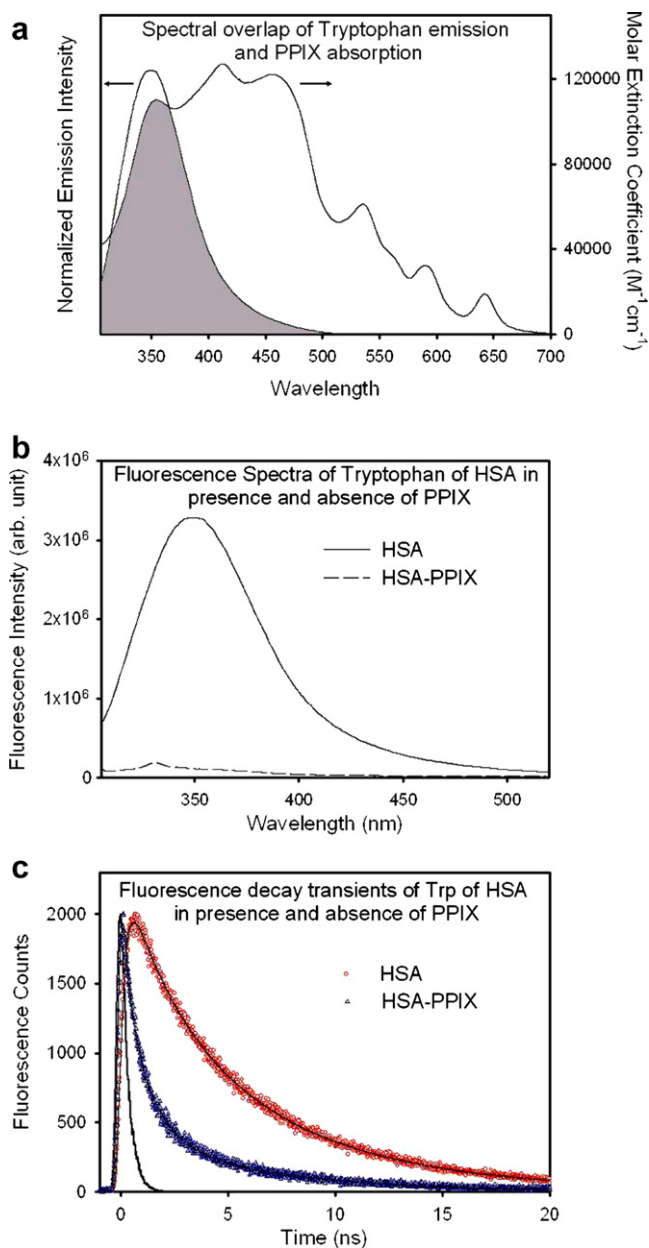 a
Spectral overlap of Tryptophan emission
and PPIX absorption
Normalized Emission Intensity
Molar Extinction
Coefficient (M⁻¹cm⁻¹)
120000
80000
40000
0
350 400 450 500 550 600 650 700
Wavelength
b
Fluorescence Spectra of Tryptophan of HSA in
presence and absence of PPIX
Fluorescence Intensity (arb. unit)
4x10⁶
3x10⁶
2x10⁶
1x10⁶
0
HSA
HSA-PPIX
350 400 450 500
Wavelength (nm)
c
Fluorescence decay transients of Trp of HSA
in presence and absence of PPIX
Fluorescence Counts
2000
1500
1000
500
0
HSA
HSA-PPIX
0 5 10 15 20
Time (ns)